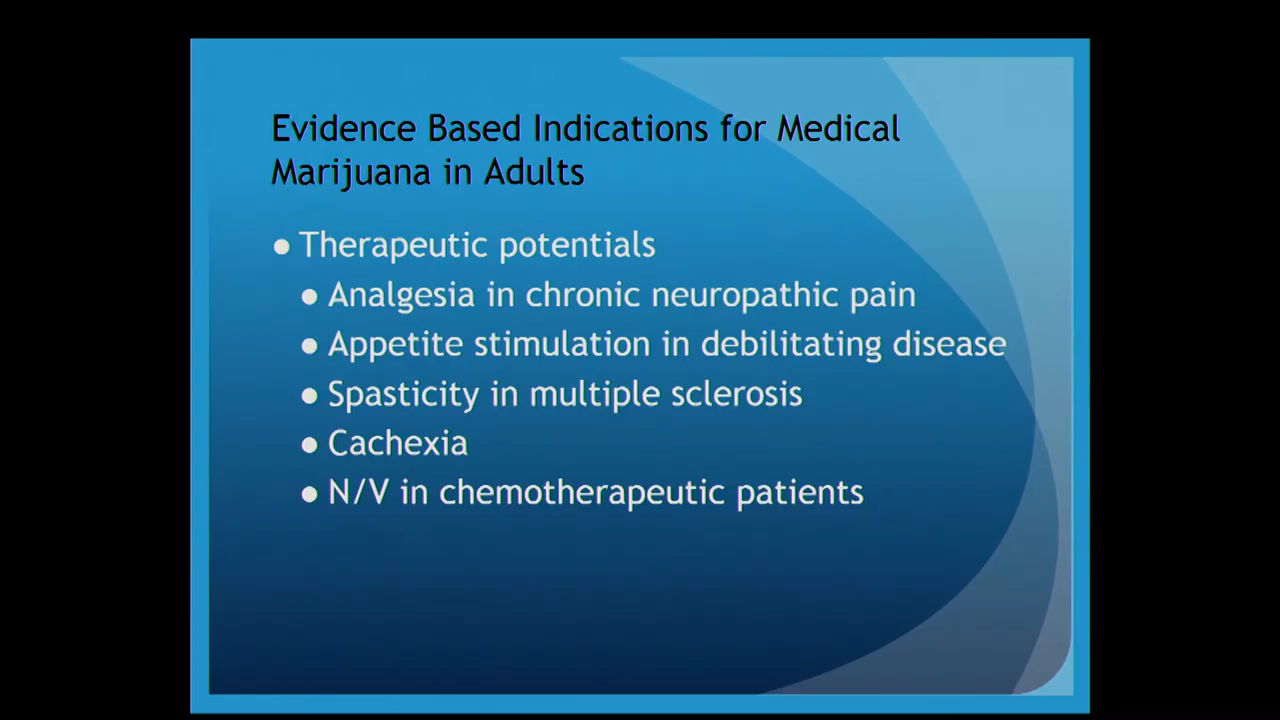 Evidence Based Indications for Medical
Marijuana in Adults
● Therapeutic potentials
● Analgesia in chronic neuropathic pain
● Appetite stimulation in debilitating disease
● Spasticity in multiple sclerosis
● Cachexia
● N/V in chemotherapeutic patients